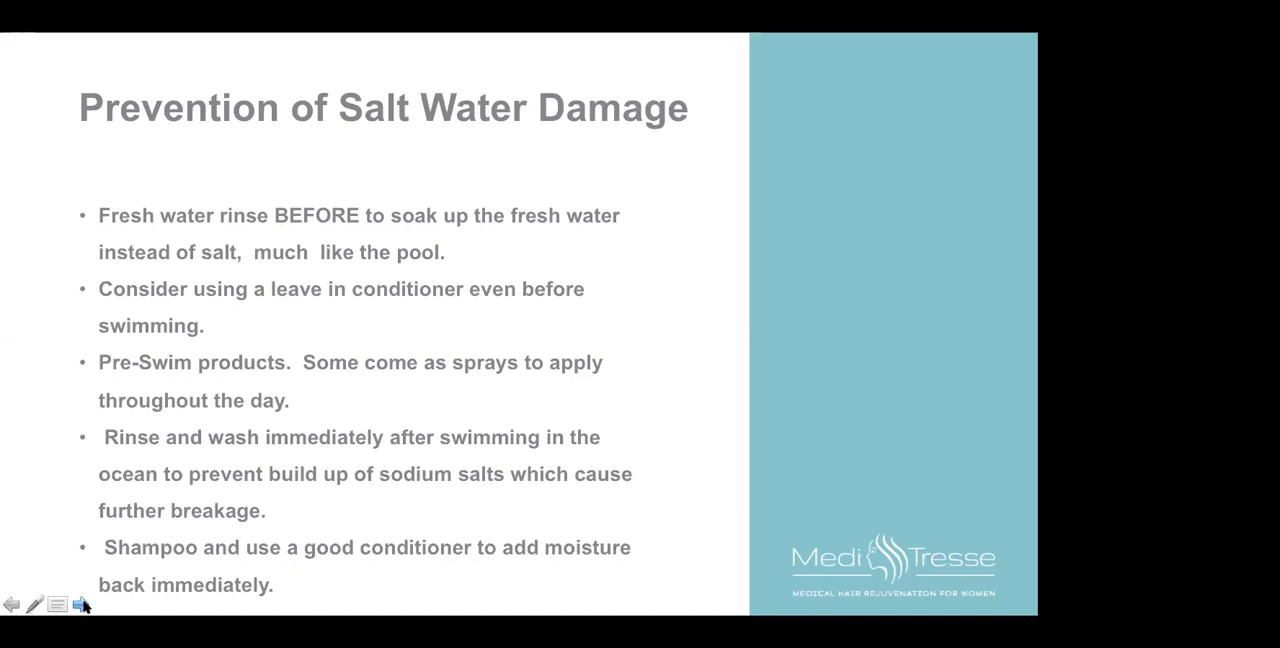 Prevention of Salt Water Damage
• Fresh water rinse BEFORE to soak up the fresh water
instead of salt,  much  like the pool.
• Consider using a leave in conditioner even before
swimming.
• Pre-Swim products.  Some come as sprays to apply
throughout the day.
•  Rinse and wash immediately after swimming in the
ocean to prevent build up of sodium salts which cause
further breakage.
•  Shampoo and use a good conditioner to add moisture
back immediately.
Medi Tresse
MEDICAL HAIR REJUVENATION FOR WOMEN